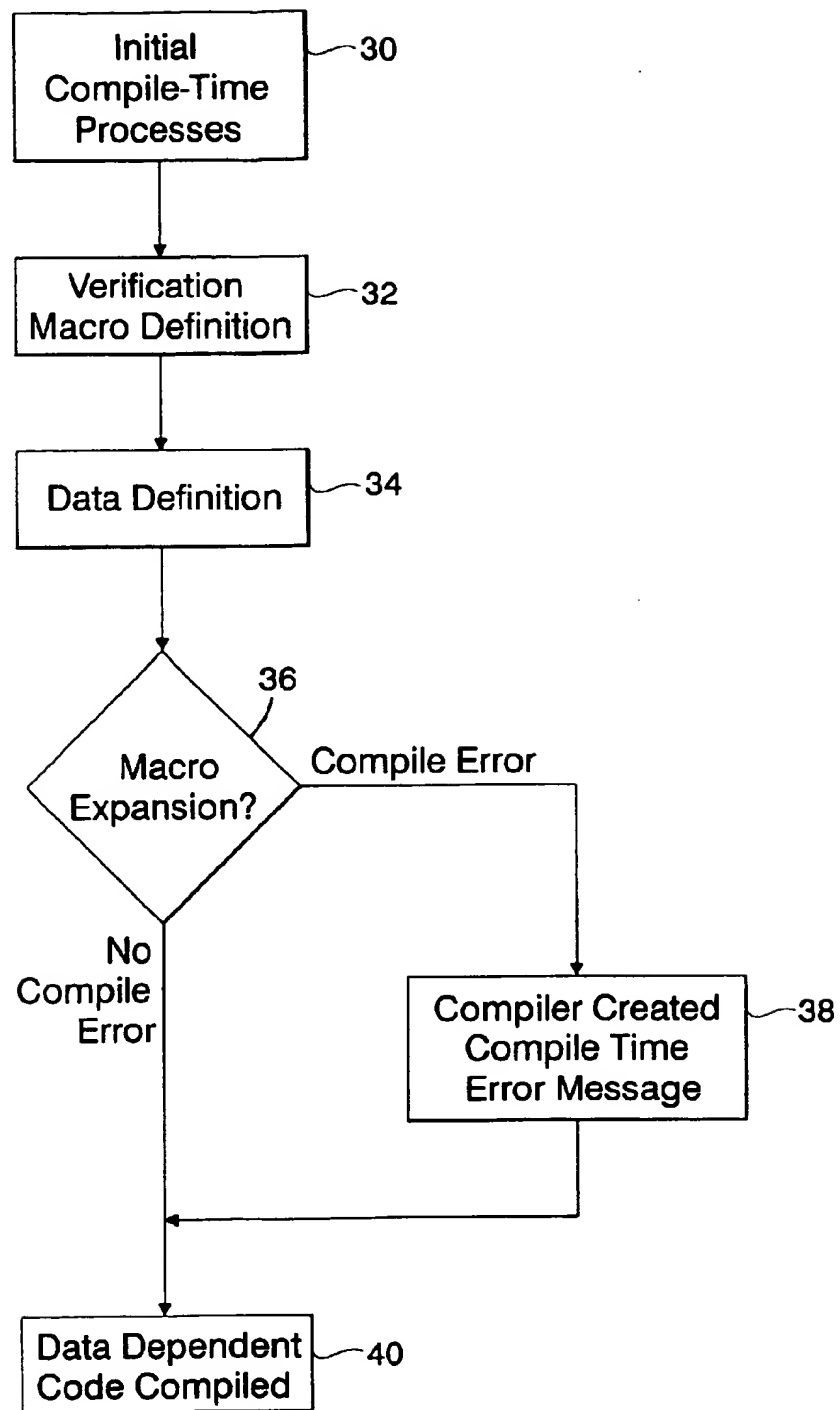 Initial
Compile-Time
Processes
30
Verification
Macro Definition
32
Data Definition
34
36
Macro
Expansion?
Compile Error
No
Compile
Error
Compiler Created
Compile Time
Error Message
38
Data Dependent
Code Compiled
40